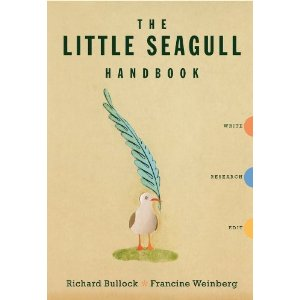 THE
LITTLE SEAGULL
HANDBOOK
WRITE
RESEARCH
EDIT
Richard Bullock Francine Weinberg